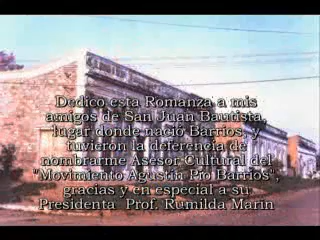 Dedico esta Romanza a mis
amigos de San Juan Bautista,
lugar donde nació Barrios, y
tuvieron la deferencia de
nombrarme Asesor Cultural del
"Movimiento Agustín Pío Barrios",
gracias y en especial a su
Presidenta Prof. Rumilda Marín